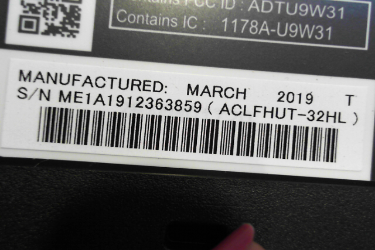 Contains FCC ID : ADTU9W31
Contains IC : 1178A-U9W31
MANUFACTURED: MARCH 2019 T
S/N ME1A1912363859 ( ACLFHUT-32HL )